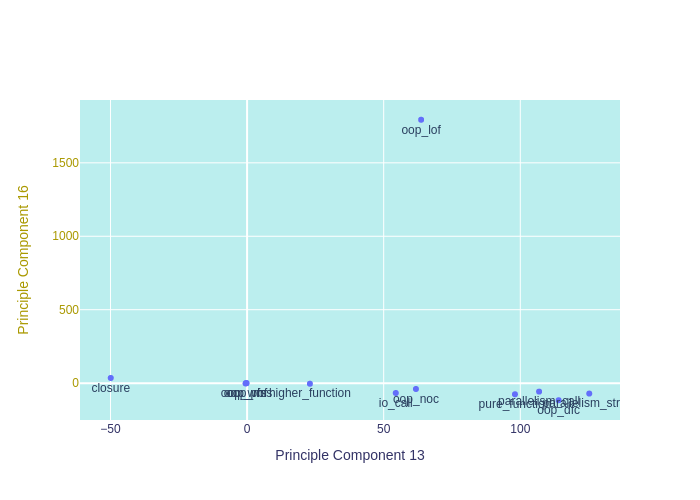 oop_lof
1500
1000
500
0
closure
higher_function
io_call
oop_noc
oop_dfc
−50
0
50
100
Principle Component 13
Principle Component 16